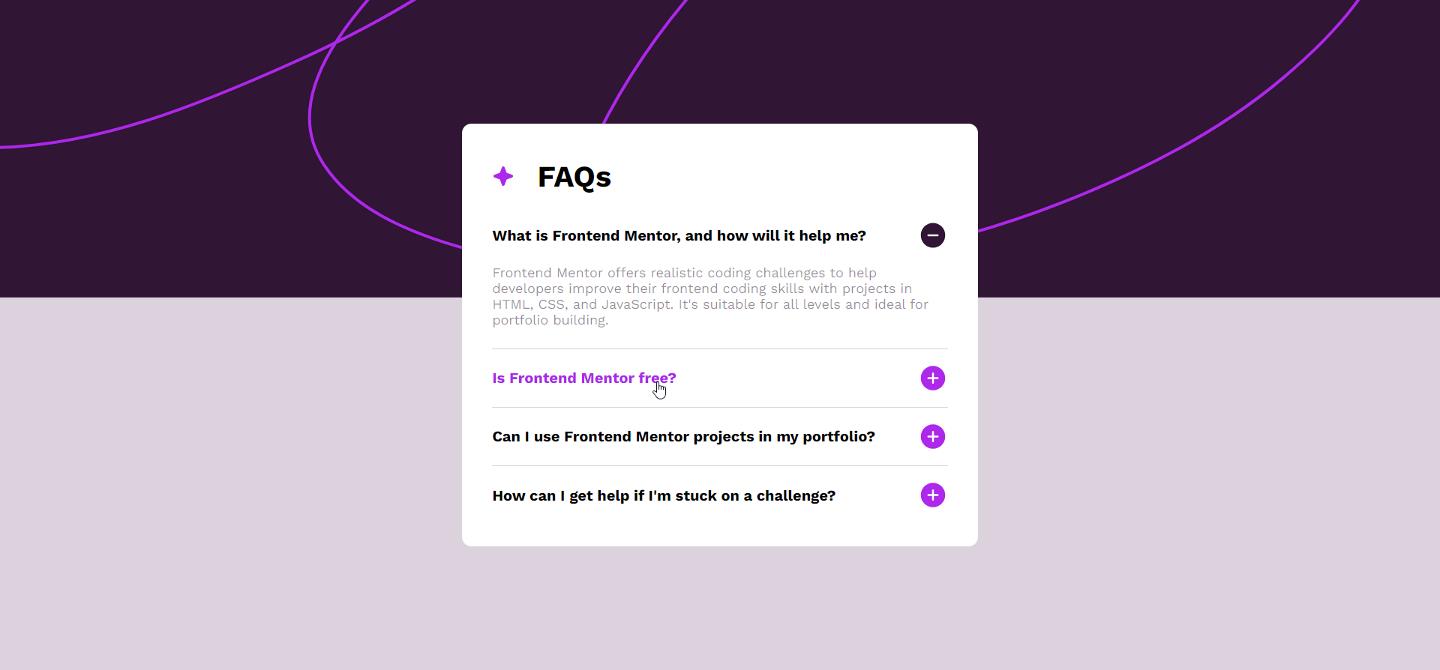 FAQs
What is Frontend Mentor, and how will it help me?
Frontend Mentor offers realistic coding challenges to help
developers improve their frontend coding skills with projects in
HTML, CSS, and JavaScript. It's suitable for all levels and ideal for
portfolio building.
Is Frontend Mentor free?
Can I use Frontend Mentor projects in my portfolio?
How can I get help if I'm stuck on a challenge?